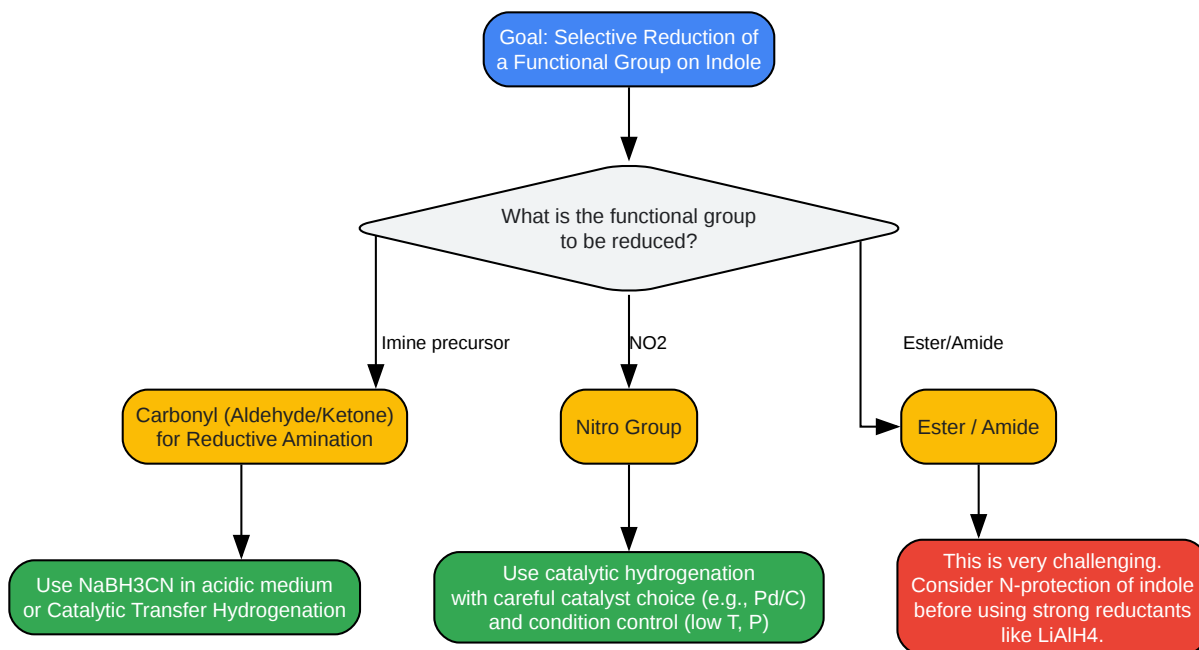 Goal: Selective Reduction of
a Functional Group on Indole
What is the functional group
to be reduced?
Imine precursor
NO2
Ester/Amide
Carbonyl (Aldehyde/Ketone)
for Reductive Amination
Nitro Group
Ester / Amide
Use NaBH3CN in acidic medium
or Catalytic Transfer Hydrogenation
Use catalytic hydrogenation
with careful catalyst choice (e.g., Pd/C)
and condition control (low T, P)
This is very challenging.
Consider N-protection of indole
before using strong reductants
like LiAlH4.